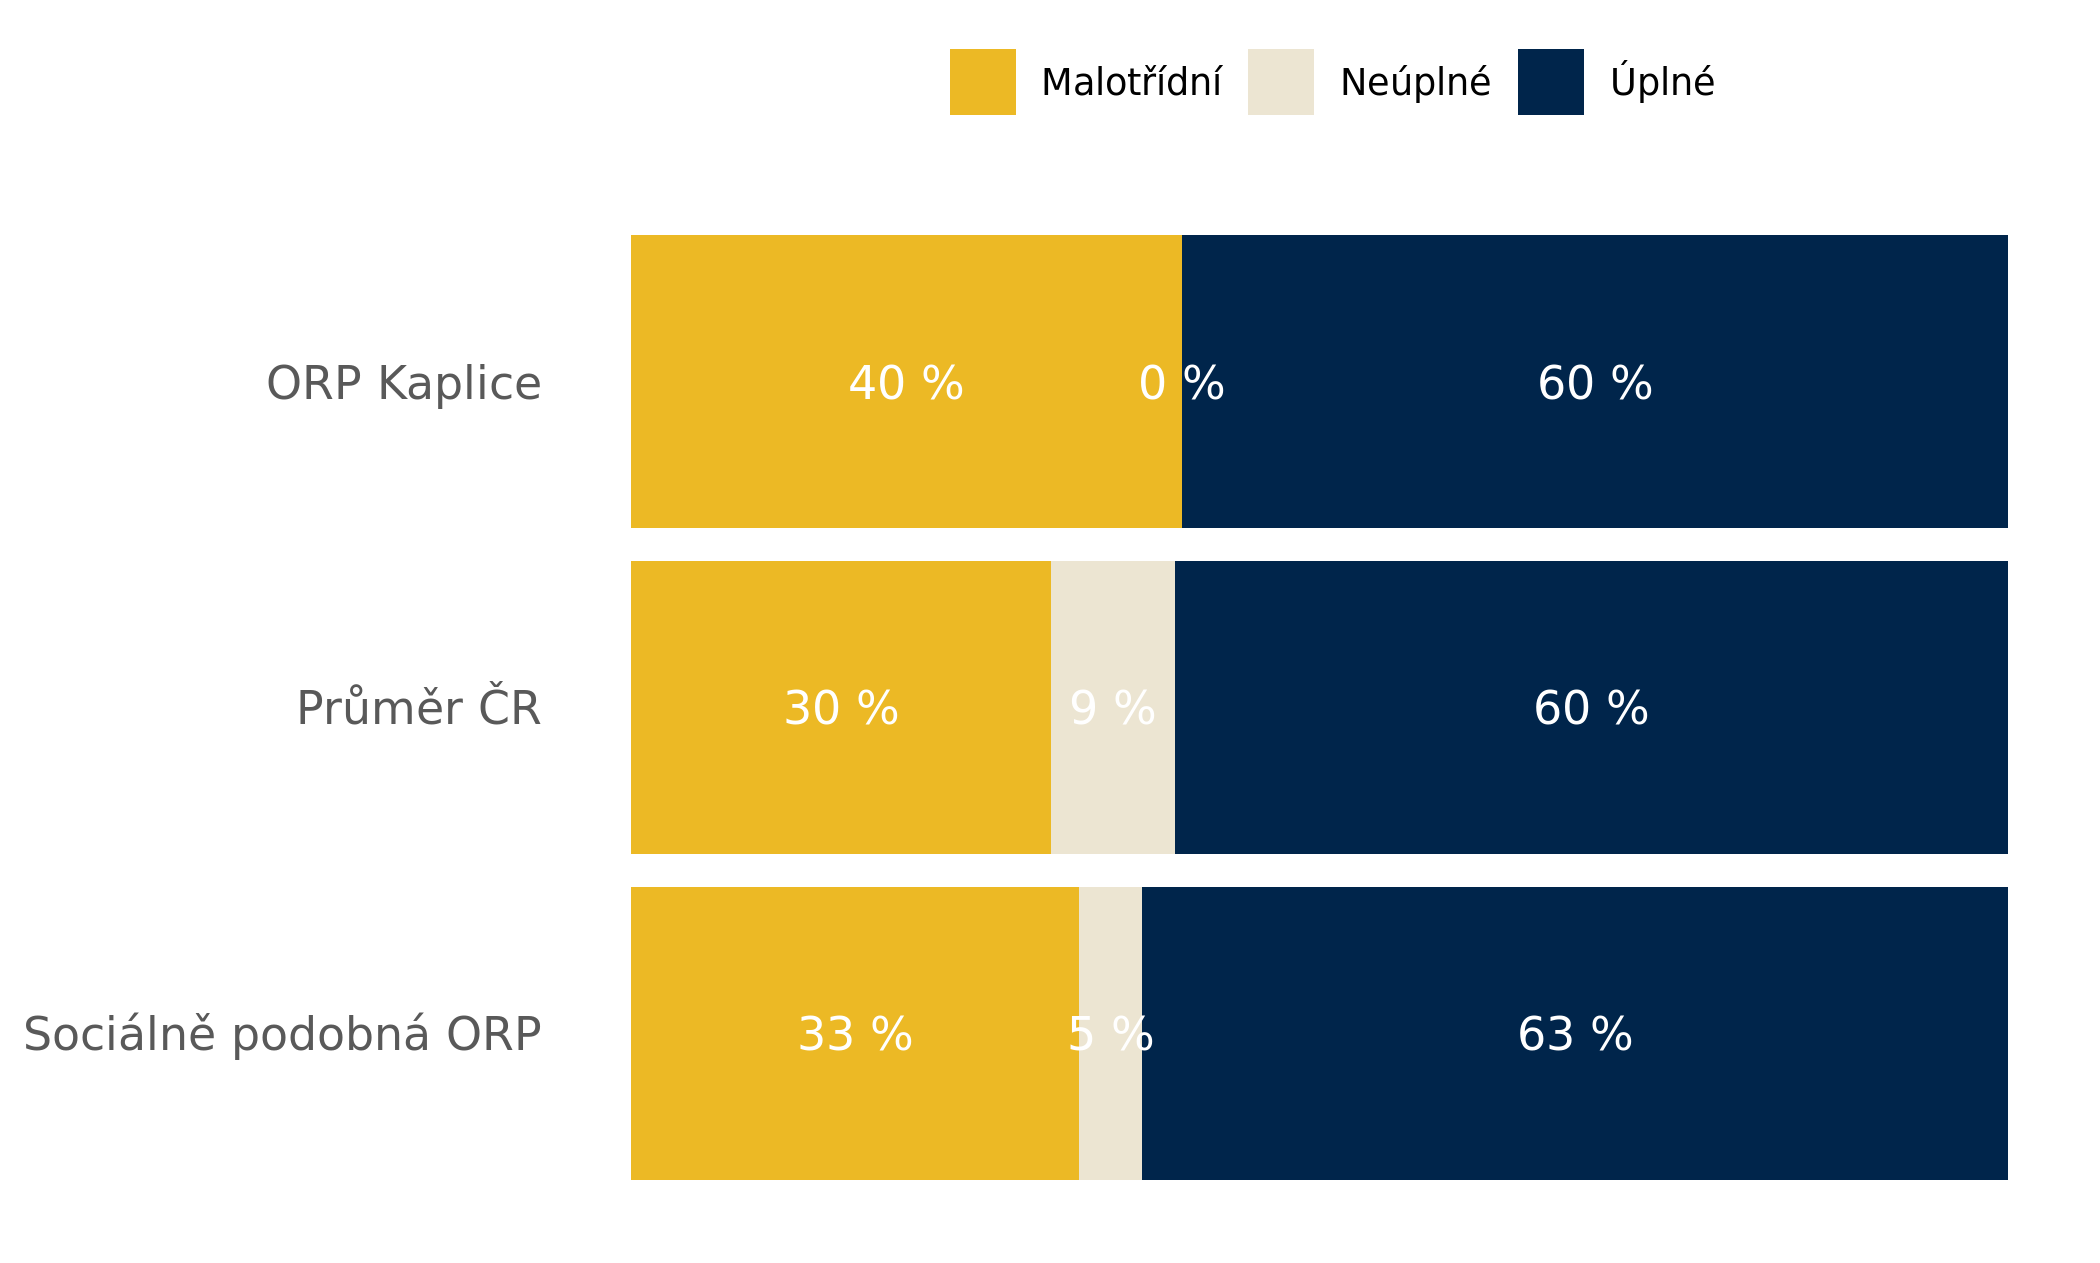 Malotřídní Neúplné Úplné
ORP Kaplice 40 % 0 % 60 %
Průměr ČR 30 % 9 % 60 %
Sociálně podobná ORP 33 % 5 % 63 %